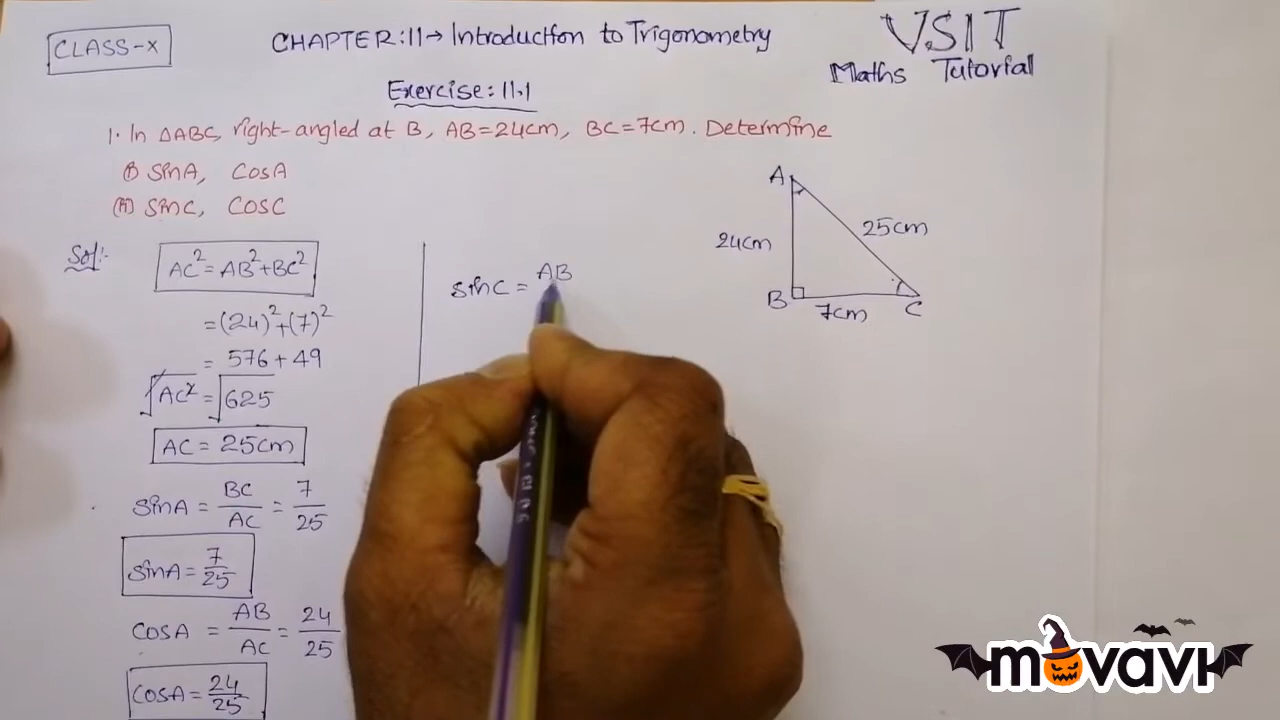 CLASS-X
CHAPTER:11→ Introduction to Trigonometry
VSIT
Maths Tutorial
Exercise: 11.1
1. In ΔABC, right-angled at B, AB=24cm, BC=7cm. Determine
(i) SinA, CosA
(ii) SinC, COSC
Sol:-
AC² = AB²+BC²
= (24)²+(7)²
= 576+49
√AC² = √625
AC = 25cm
SinA = BC/AC = 7/25
SinA = 7/25
COSA = AB/AC = 24/25
COSA = 24/25
SinC = AB
A
24cm
25cm
B
7cm
C
movavi